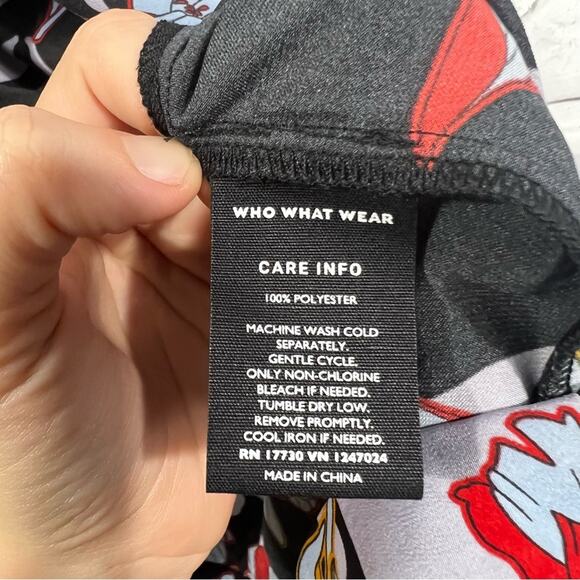 WHO WHAT WEAR
CARE INFO
100% POLYESTER
MACHINE WASH COLD
SEPARATELY.
GENTLE CYCLE.
ONLY NON-CHLORINE
BLEACH IF NEEDED.
TUMBLE DRY LOW.
REMOVE PROMPTLY.
COOL IRON IF NEEDED.
RN 17730 VN 1247024
MADE IN CHINA